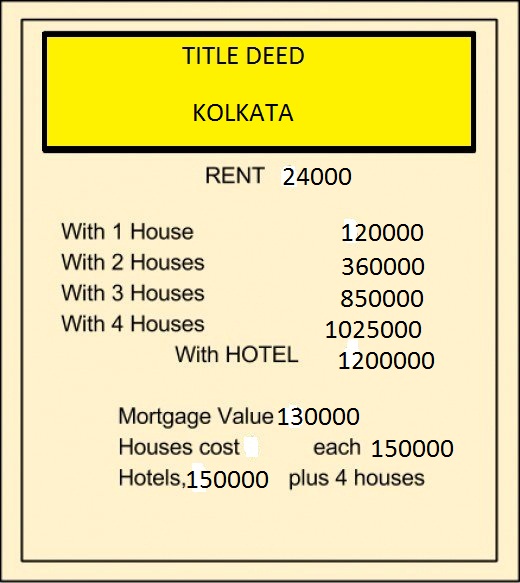 TITLE DEED
KOLKATA
RENT 24000
With 1 House 120000
With 2 Houses 360000
With 3 Houses 850000
With 4 Houses 1025000
With HOTEL 1200000
Mortgage Value 130000
Houses cost each 150000
Hotels,150000 plus 4 houses